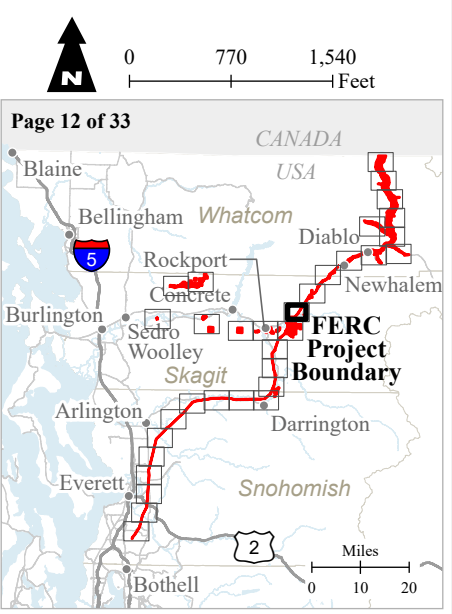 N
0 770 1,540
Feet
Page 12 of 33
CANADA
USA
Blaine
Bellingham
Whatcom
Diablo
5
Rockport
Newhalem
Concrete
Burlington
Sedro
Woolley
FERC
Project
Boundary
Skagit
Arlington
Darrington
Everett
Snohomish
2
Miles
0 10 20
Bothell